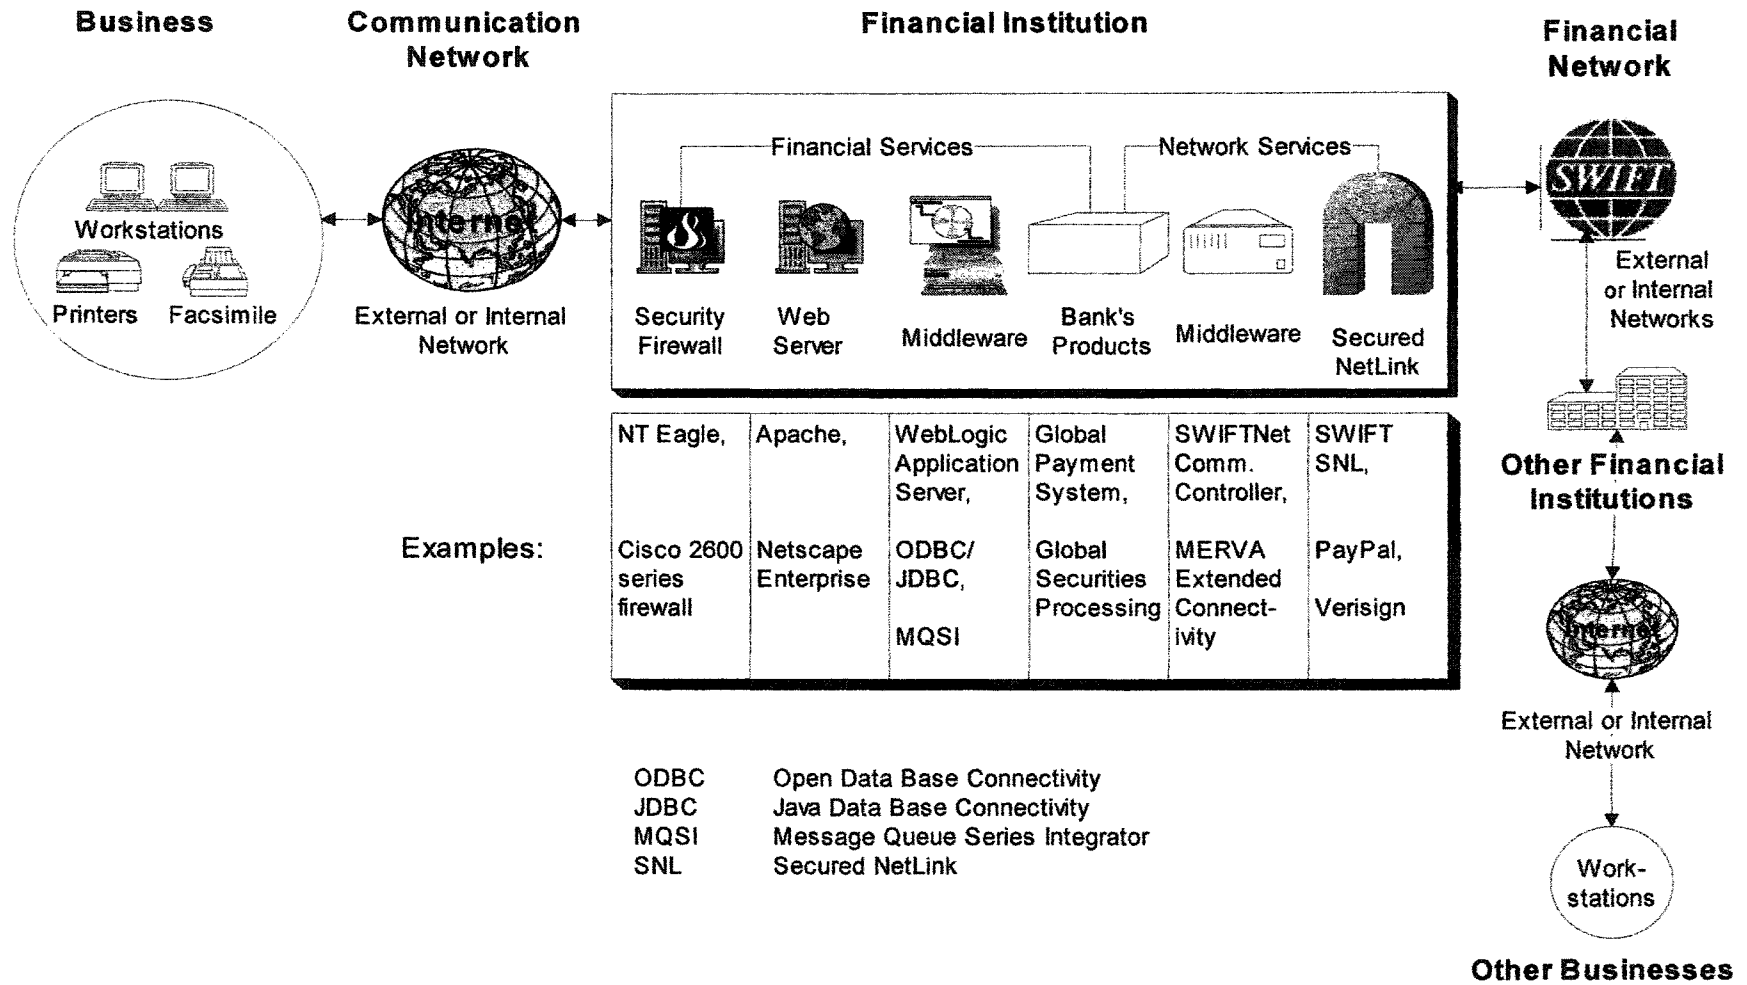 Business
Communication
Network
Financial Institution
Financial
Network
Workstations
Printers
Facsimile
Internet
External or Internal
Network
Financial Services
Network Services
Security
Firewall
Web
Server
Middleware
Bank's
Products
Middleware
Secured
NetLink
SWIFT
External
or Internal
Networks
Other Financial
Institutions
Internet
External or Internal
Network
Work-
stations
Other Businesses
Examples:
NT Eagle,
Cisco 2600
series
firewall
Apache,
Netscape
Enterprise
WebLogic
Application
Server,
ODBC/
JDBC,
MQSI
Global
Payment
System,
Global
Securities
Processing
SWIFTNet
Comm.
Controller,
MERVA
Extended
Connect-
ivity
SWIFT
SNL,
PayPal,
Verisign
ODBC Open Data Base Connectivity
JDBC Java Data Base Connectivity
MQSI Message Queue Series Integrator
SNL Secured NetLink